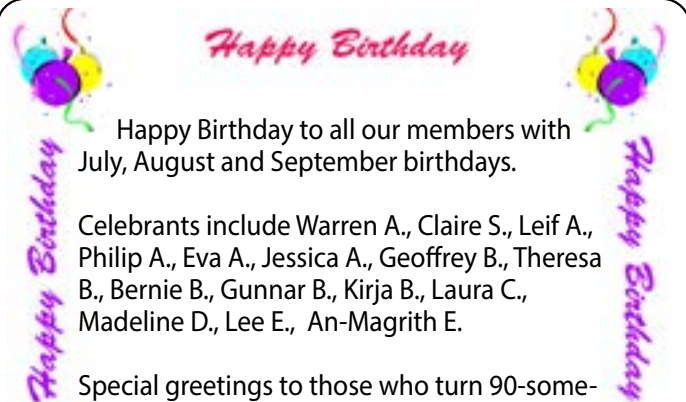 Happy Birthday
Happy Birthday to all our members with
July, August and September birthdays.
Celebrants include Warren A., Claire S., Leif A.,
Philip A., Eva A., Jessica A., Geoffrey B., Theresa
B., Bernie B., Gunnar B., Kirja B., Laura C.,
Madeline D., Lee E.,  An-Magrith E.
Special greetings to those who turn 90-some-
Happy Birthday
Happy Birthday